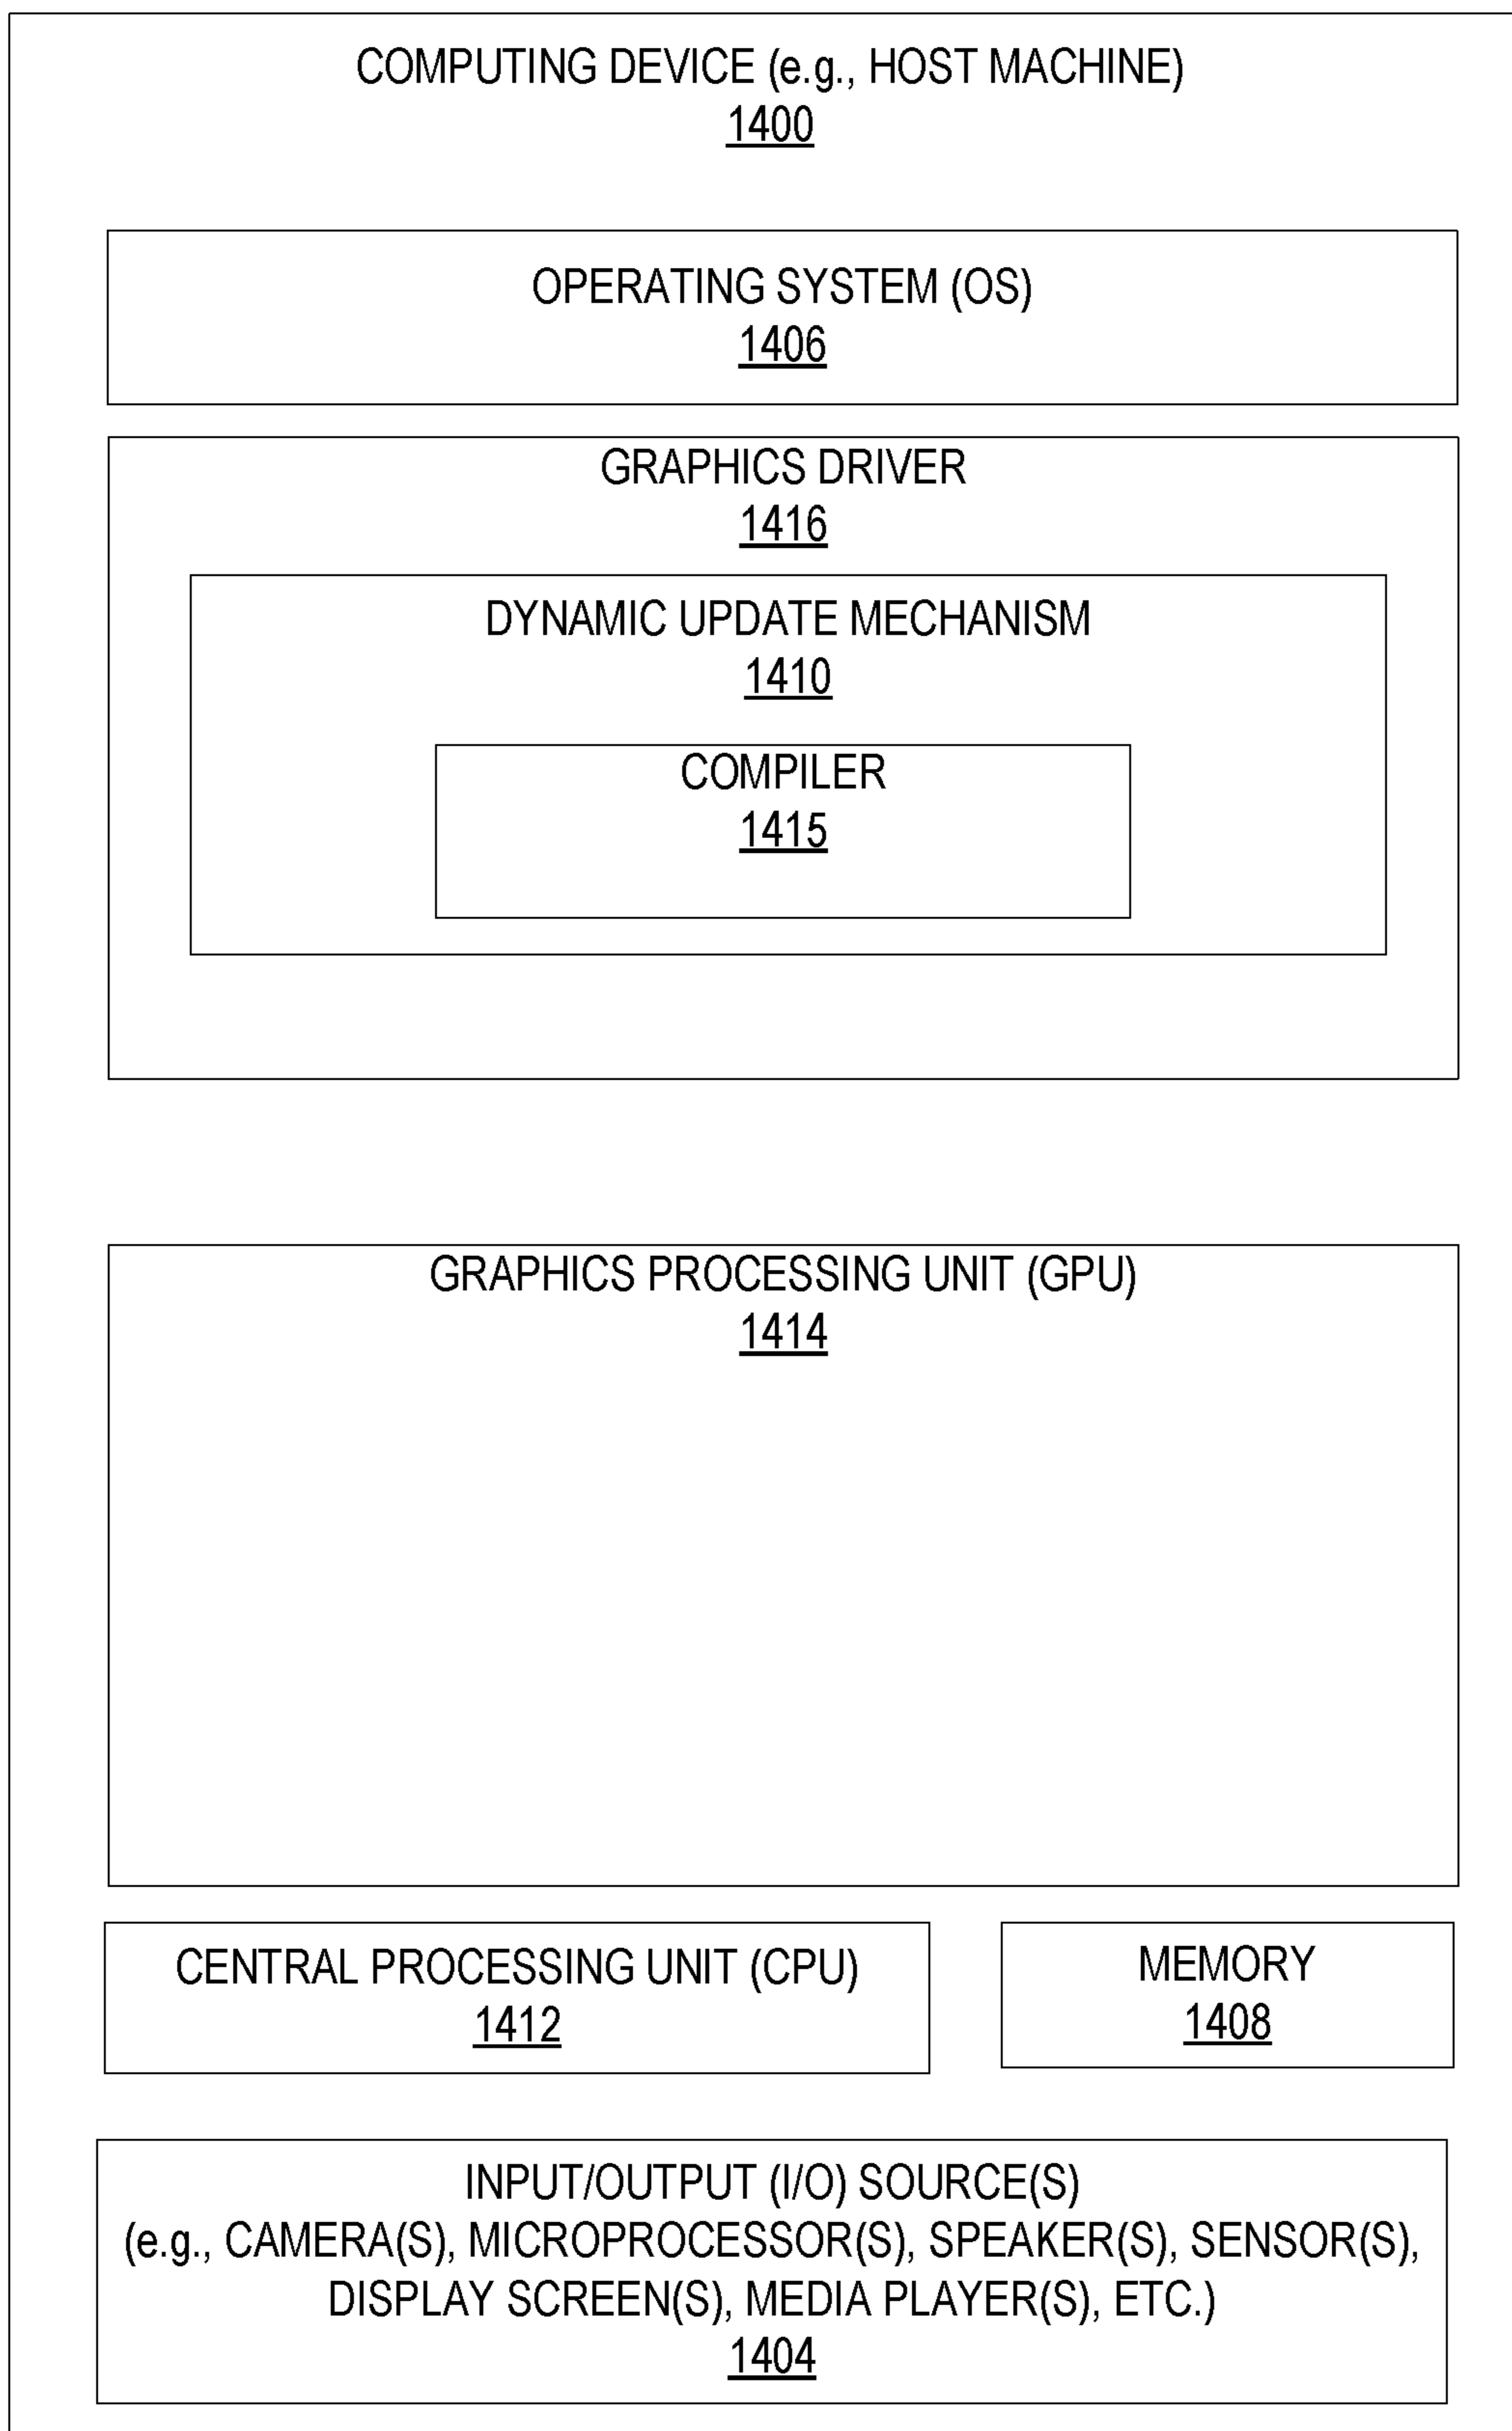 COMPUTING DEVICE (e.g., HOST MACHINE)
1400
OPERATING SYSTEM (OS)
1406
GRAPHICS DRIVER
1416
DYNAMIC UPDATE MECHANISM
1410
COMPILER
1415
GRAPHICS PROCESSING UNIT (GPU)
1414
CENTRAL PROCESSING UNIT (CPU)
1412
MEMORY
1408
INPUT/OUTPUT (I/O) SOURCE(S)
(e.g., CAMERA(S), MICROPROCESSOR(S), SPEAKER(S), SENSOR(S),
DISPLAY SCREEN(S), MEDIA PLAYER(S), ETC.)
1404